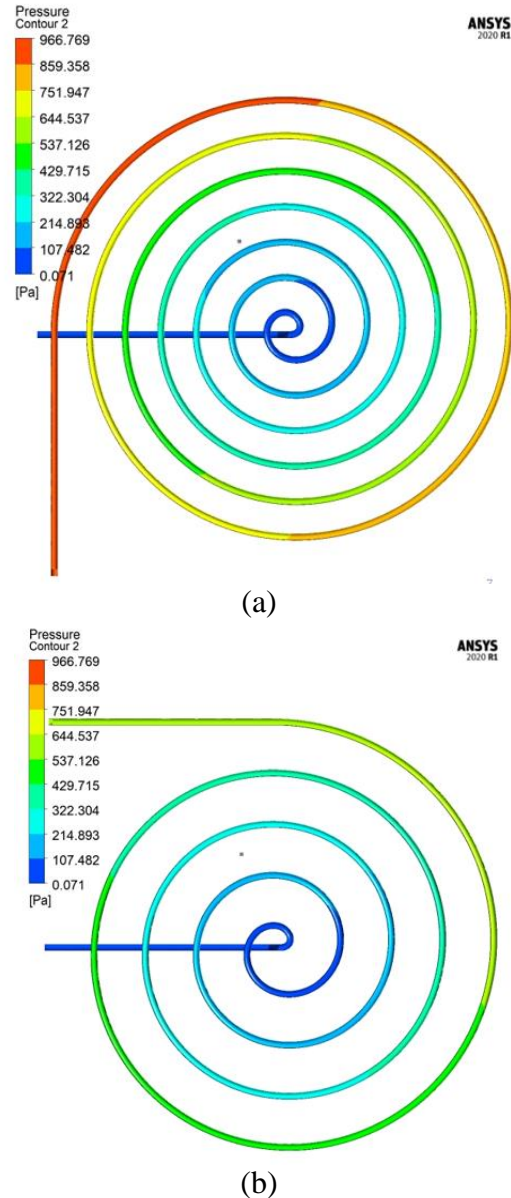 Pressure
Contour 2
966.769
859.358
751.947
644.537
537.126
429.715
322.304
214.893
107.482
0.071
[Pa]
ANSYS
2020 R1
(a)
Pressure
Contour 2
966.769
859.358
751.947
644.537
537.126
429.715
322.304
214.893
107.482
0.071
[Pa]
ANSYS
2020 R1
(b)